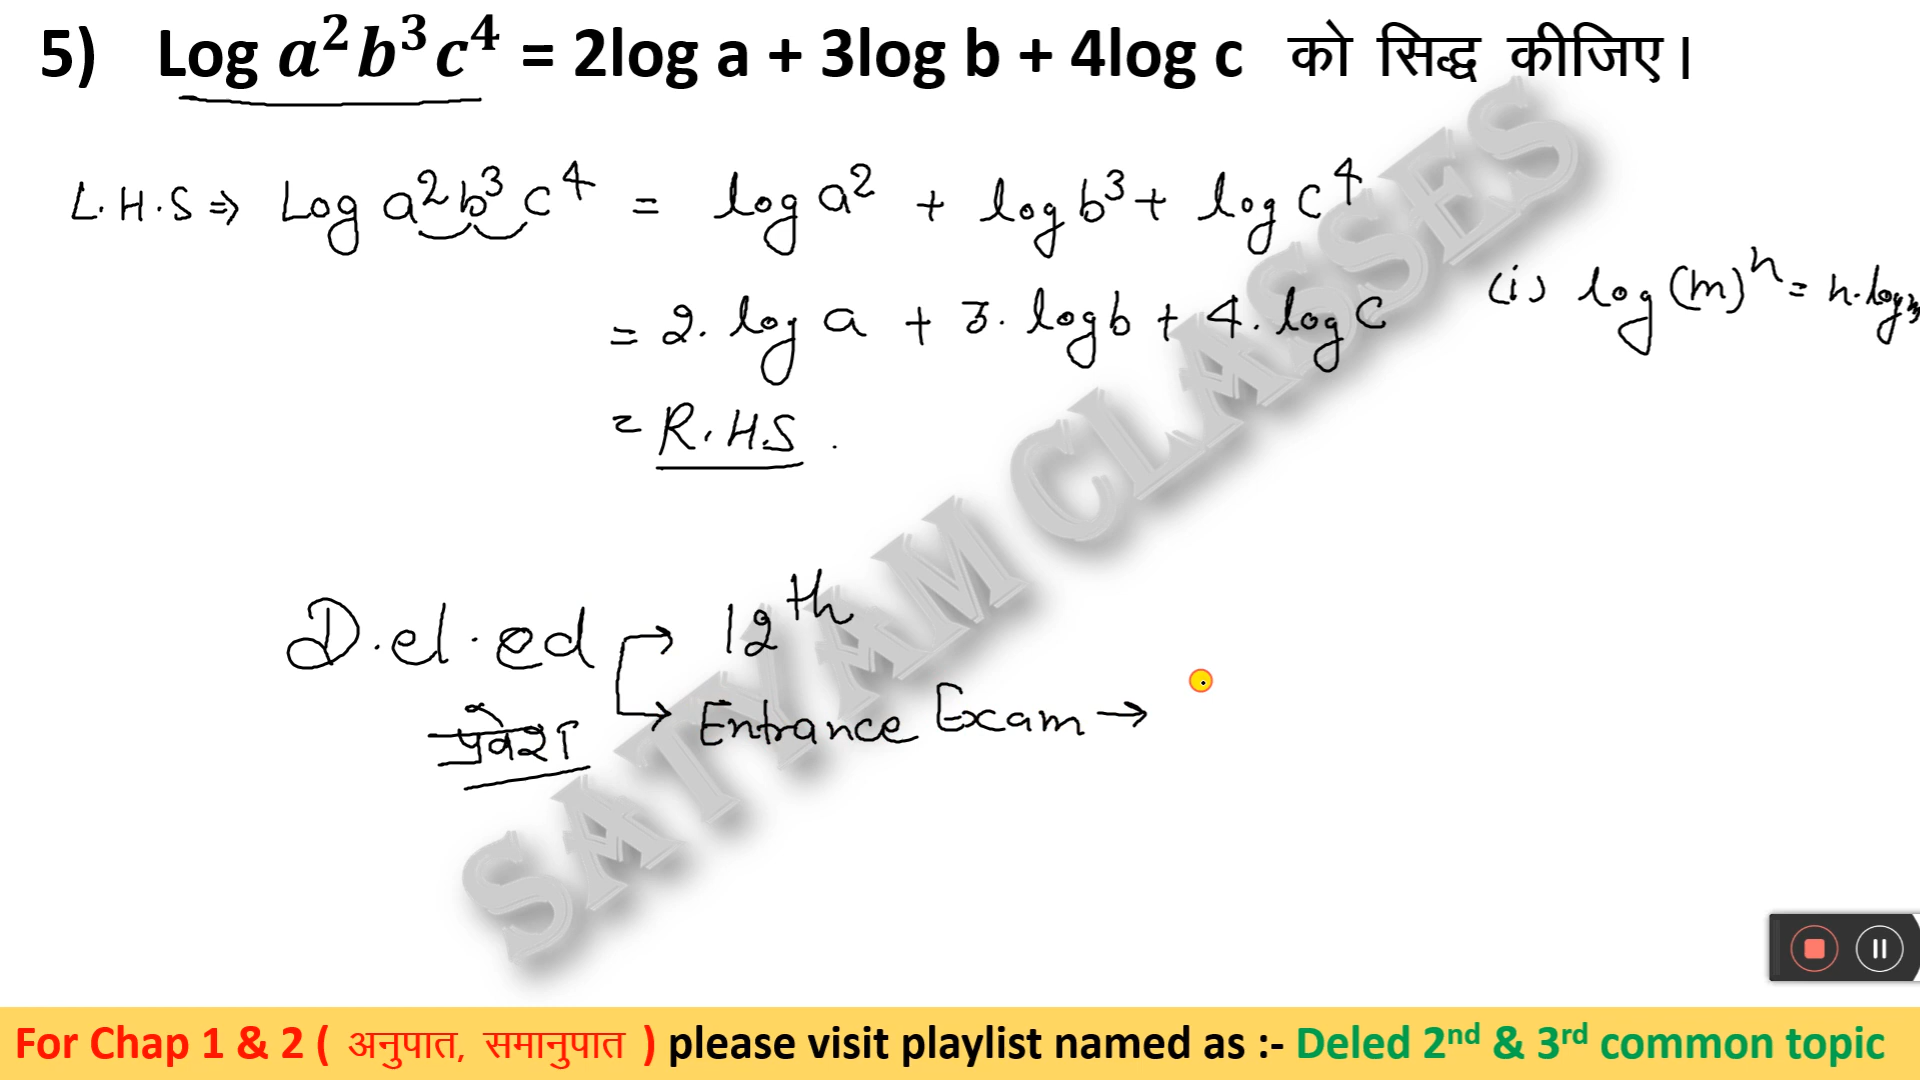 5) Log a²b³c⁴ = 2log a + 3log b + 4log c को सिद्ध कीजिए।
L.H.S ⇒ Log a²b³c⁴ = log a² + log b³ + log c⁴
(i) log (m)ⁿ = n.log m
= 2. log a + 3. log b + 4. log c
= R.H.S.
D.el.ed → 12th
प्रवेश → Entrance Exam →
SATYAM CLASSES
For Chap 1 & 2 ( अनुपात, समानुपात ) please visit playlist named as :- Deled 2nd & 3rd common topic